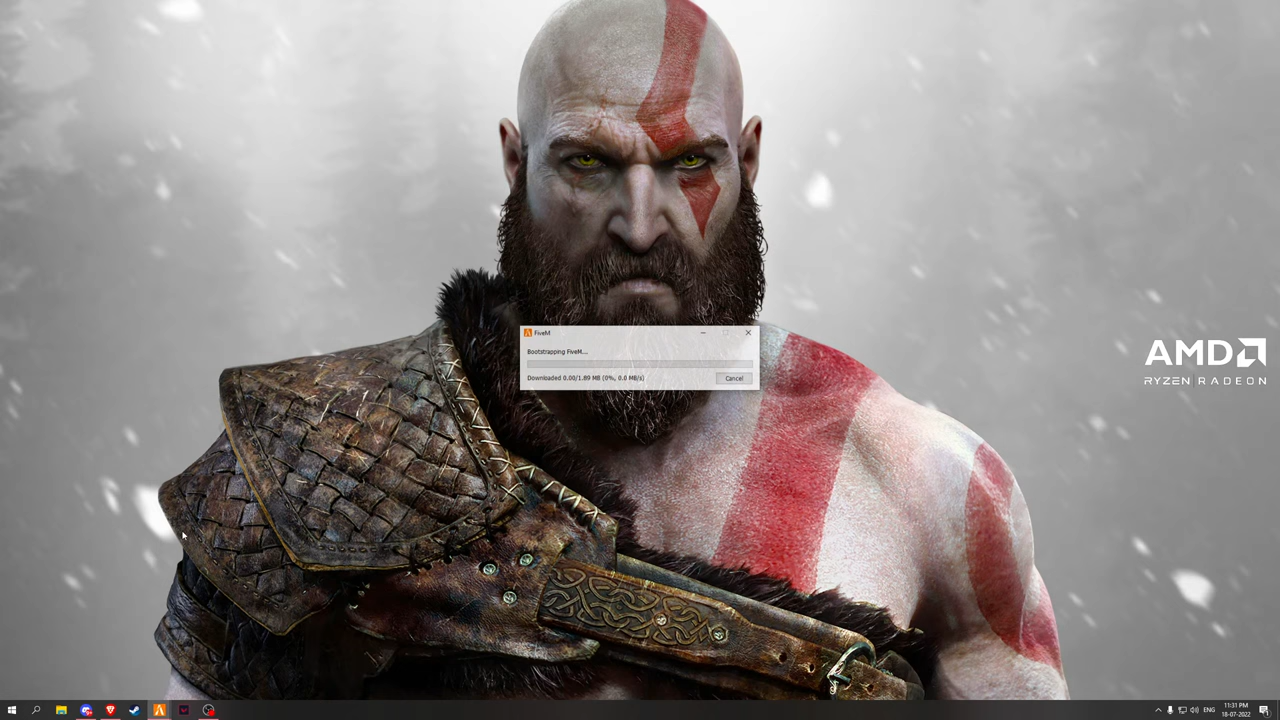 FiveM
Bootstrapping FiveM...
Downloaded 0.00/1.89 MB (0%, 0.0 MB/s)
Cancel
AMD
RYZEN | RADEON
ENG
11:31 PM
18-07-2022